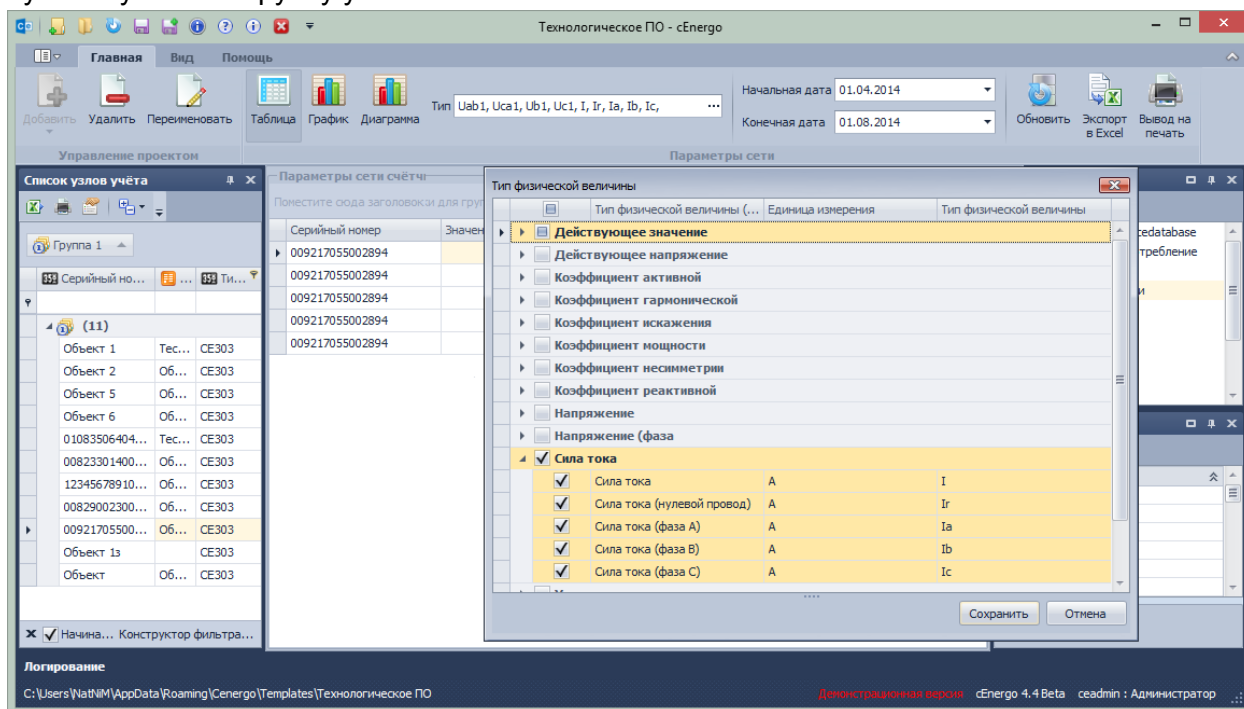 Технологическое ПО - cEnergo
Главная Вид Помощь
Добавить Удалить Переименовать Таблица График Диаграмма Тип Uab1, Uca1, Ub1, Uc1, I, Ir, Ia, Ib, Ic, ... Начальная дата 01.04.2014
Конечная дата 01.08.2014
Обновить Экспорт в Excel Вывод на печать
Управление проектом Параметры сети
Список узлов учёта
Группа 1
Серийный но... ... Ти...
(11)
Объект 1 Тес... CE303
Объект 2 Об... CE303
Объект 5 Об... CE303
Объект 6 Об... CE303
01083506404... Тес... CE303
00823301400... Об... CE303
12345678910... Об... CE303
00829002300... Об... CE303
00921705500... Об... CE303
Объект 1з CE303
Объект Об... CE303
Начина... Конструктор фильтра...
Параметры сети счётчи
Поместите сюда заголовок для груп
Серийный номер Значен
009217055002894
009217055002894
009217055002894
009217055002894
009217055002894
Тип физической величины
Тип физической величины (... Единица измерения Тип физической величины
Действующее значение
Действующее напряжение
Коэффициент активной
Коэффициент гармонической
Коэффициент искажения
Коэффициент мощности
Коэффициент несимметрии
Коэффициент реактивной
Напряжение
Напряжение (фаза
Сила тока
Сила тока А I
Сила тока (нулевой провод) А Ir
Сила тока (фаза А) А Ia
Сила тока (фаза В) А Ib
Сила тока (фаза С) А Ic
Сохранить Отмена
cedatabase
требление
и
Логирование
C:\Users\NatNiM\AppData\Roaming\Cenergo\Templates\Технологическое ПО Демонстрационная версия cEnergo 4.4 Beta ceadmin : Администратор